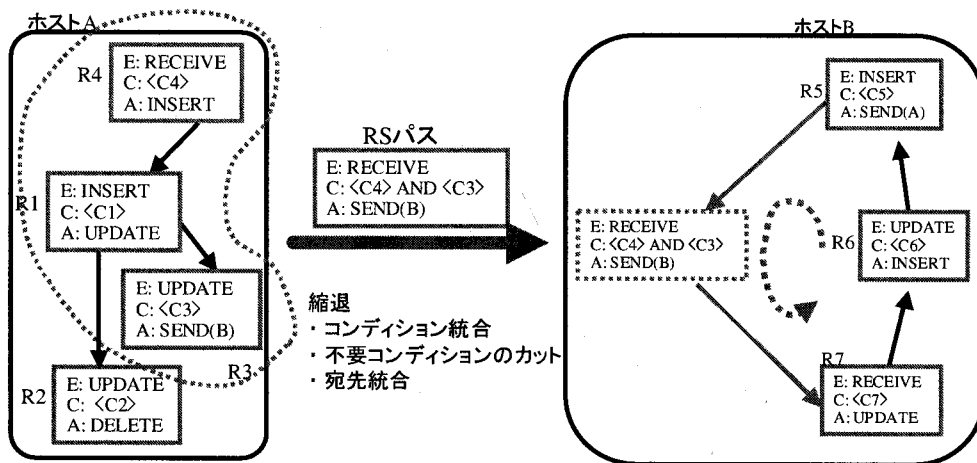 ホストA
R4
E: RECEIVE
C: <C4>
A: INSERT
R1
E: INSERT
C: <C1>
A: UPDATE
E: UPDATE
C: <C3>
A: SEND(B)
R3
R2
E: UPDATE
C: <C2>
A: DELETE
RSパス
E: RECEIVE
C: <C4> AND <C3>
A: SEND(B)
縮退
・コンディション統合
・不要コンディションのカット
・宛先統合
ホストB
R5
E: INSERT
C: <C5>
A: SEND(A)
E: RECEIVE
C: <C4> AND <C3>
A: SEND(B)
R6
E: UPDATE
C: <C6>
A: INSERT
R7
E: RECEIVE
C: <C7>
A: UPDATE